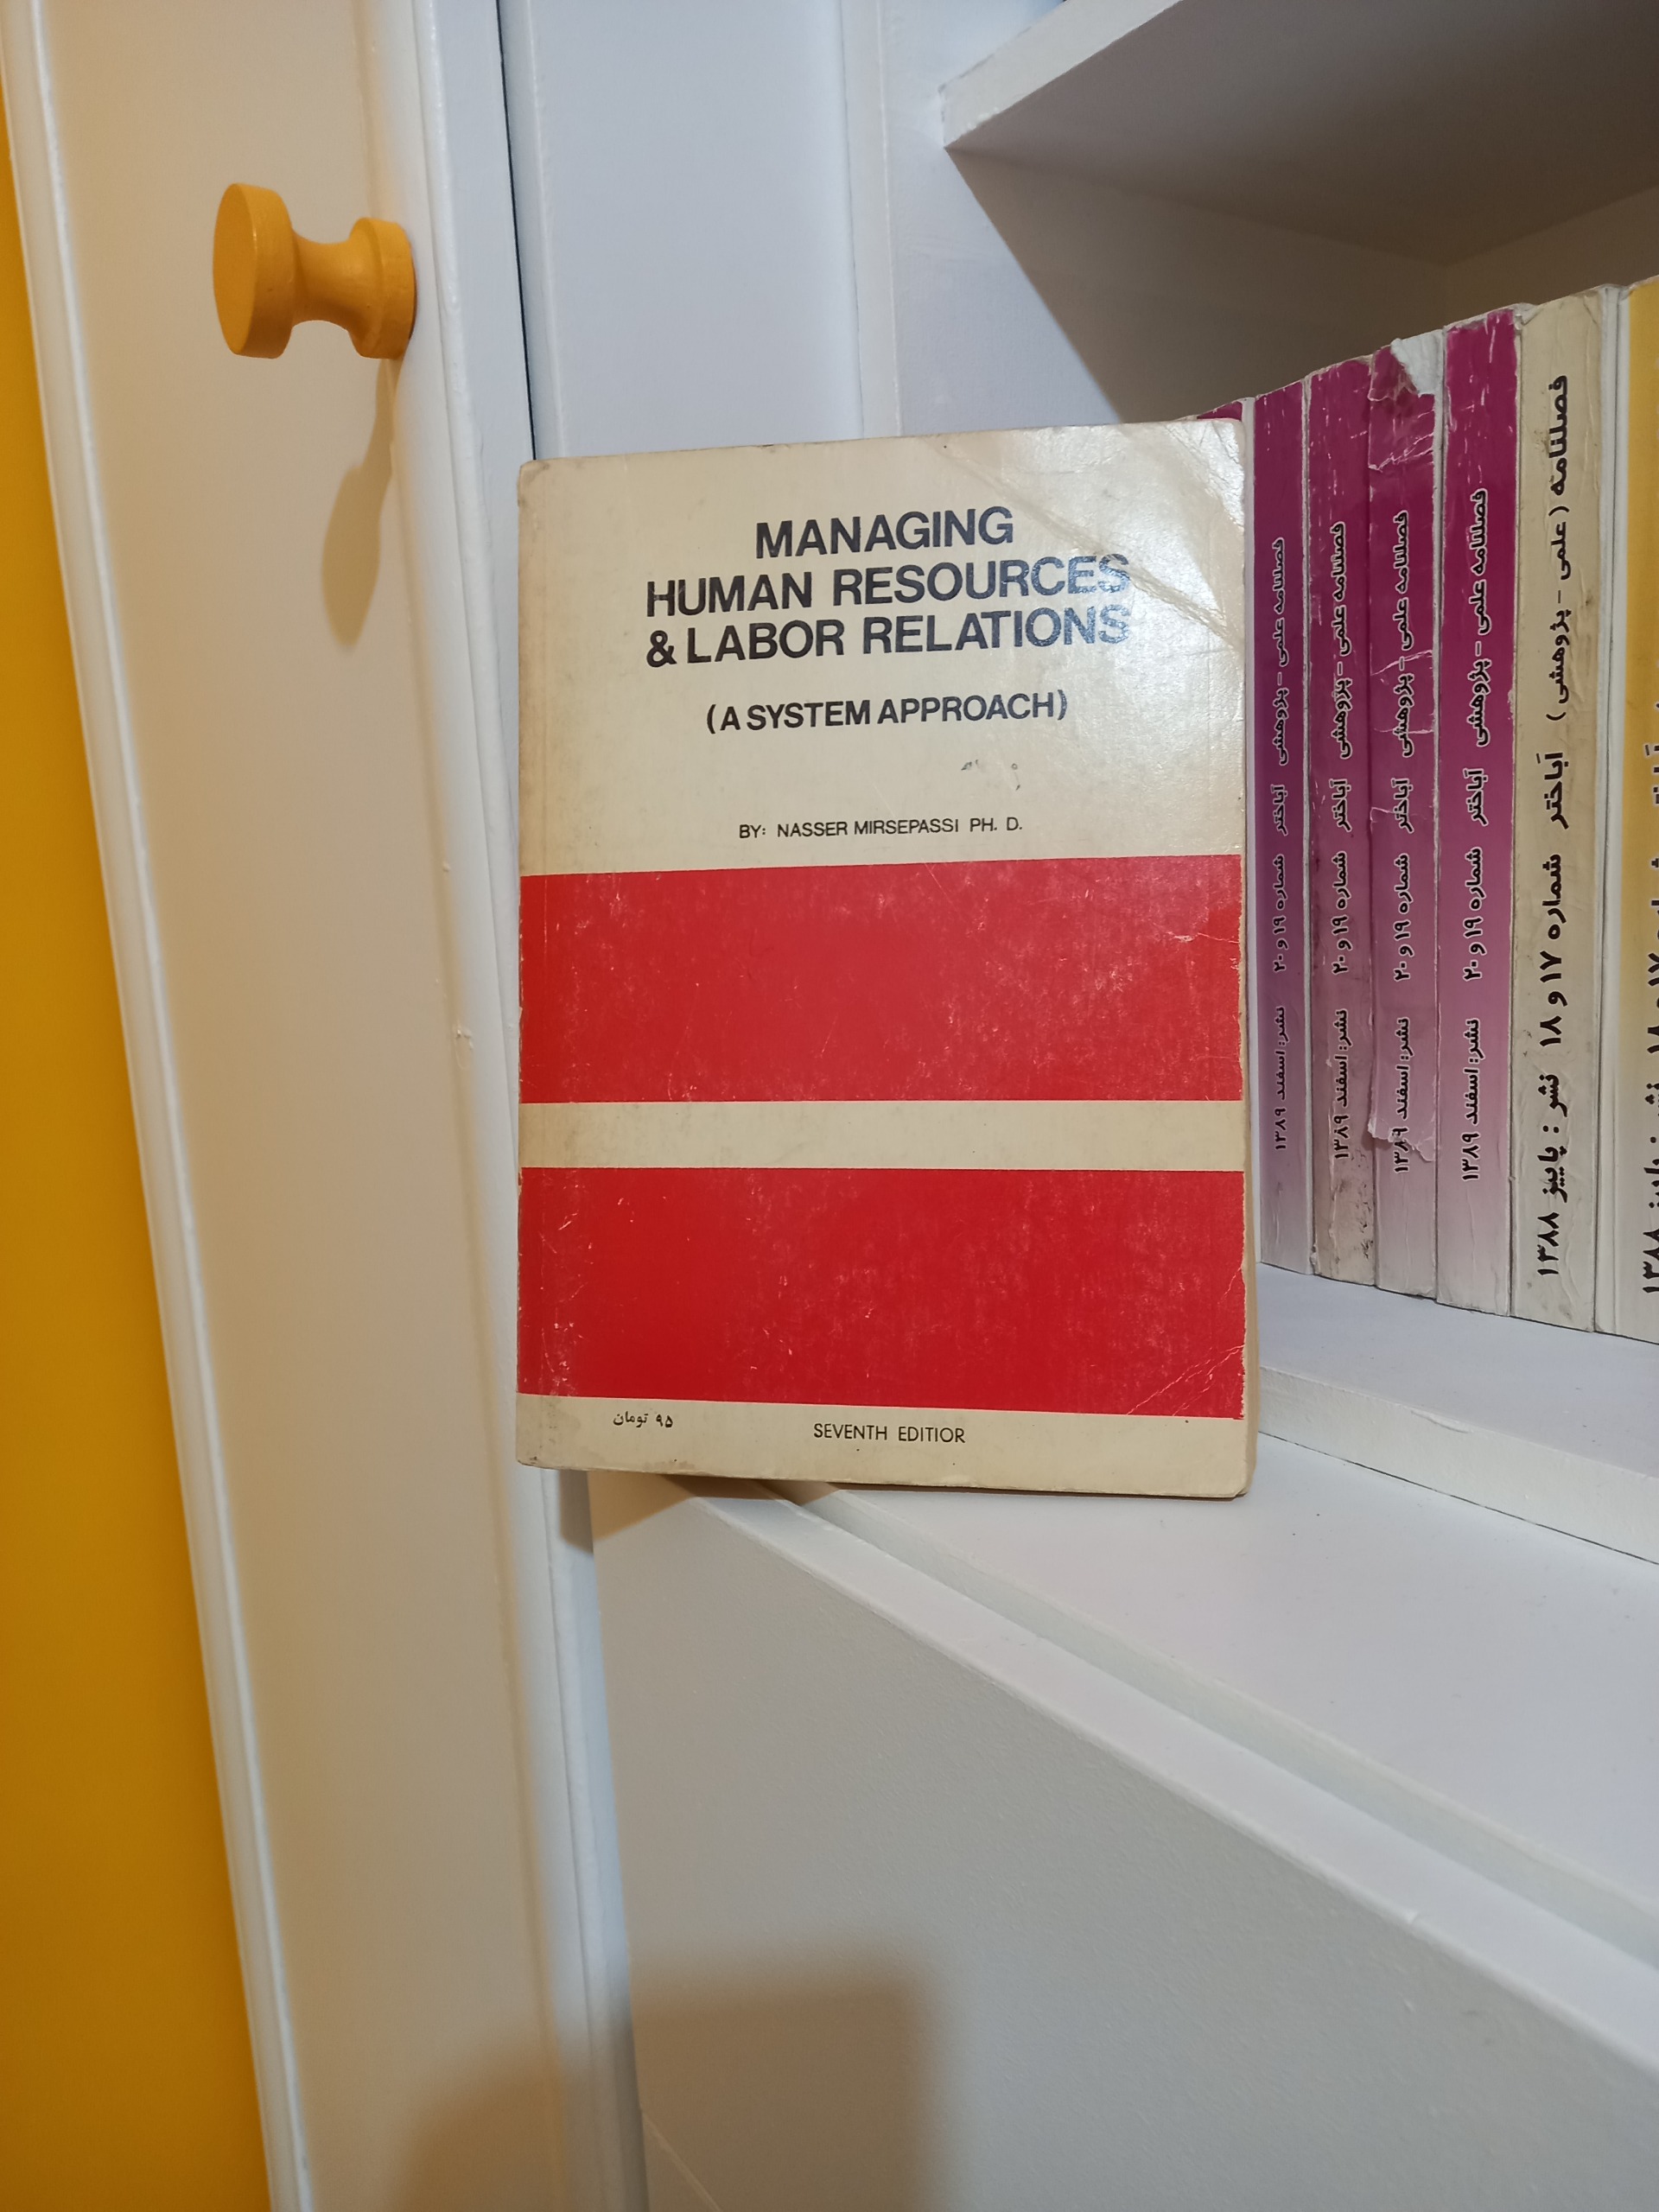 MANAGING
HUMAN RESOURCES
& LABOR RELATIONS
(A SYSTEM APPROACH)
BY: NASSER MIRSEPASSI PH. D.
۹۵ تومان
SEVENTH EDITIOR
فصلنامه علمی - پژوهشی آباختر شماره ۱۹ و ۲۰ نشر: اسفند ۱۳۸۹
فصلنامه علمی - پژوهشی آباختر شماره ۱۹ و ۲۰ نشر: اسفند ۱۳۸۹
فصلنامه علمی - پژوهشی آباختر شماره ۱۹ و ۲۰ نشر: اسفند ۱۳۸۹
فصلنامه علمی - پژوهشی آباختر شماره ۱۹ و ۲۰ نشر: اسفند ۱۳۸۹
فصلنامه (علمی - پژوهشی) آباختر شماره ۱۷ و ۱۸ نشر: پاییز ۱۳۸۸